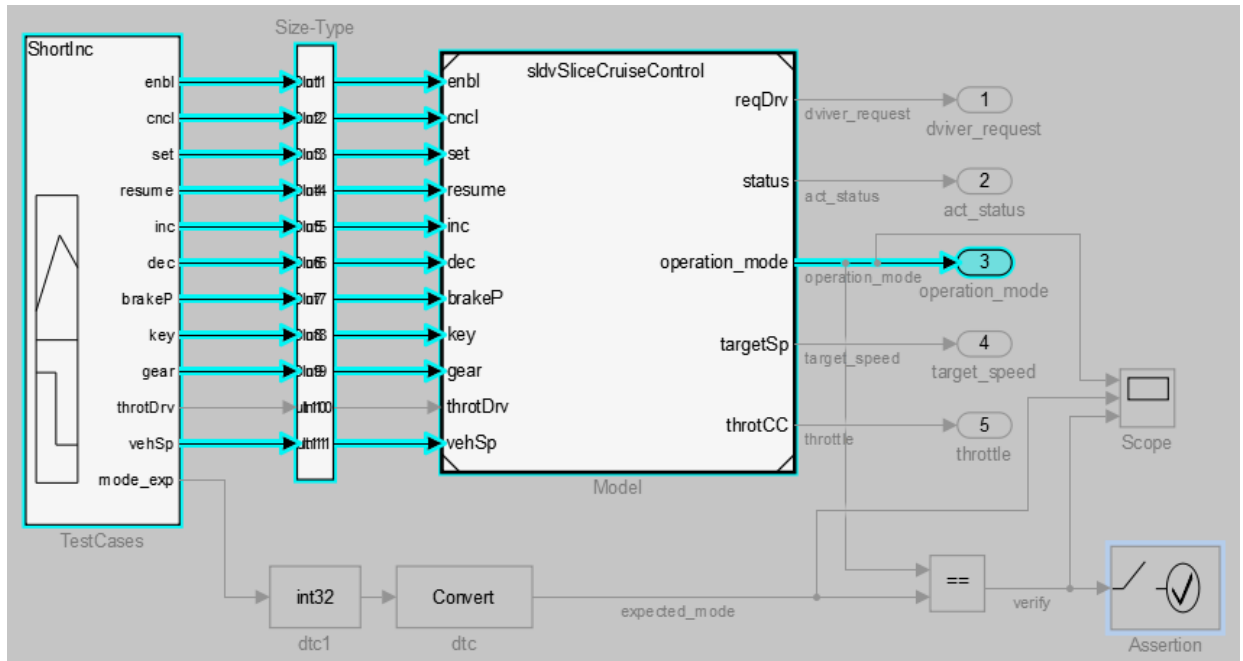 Size-Type
ShortInc
sldvSliceCruiseControl
enbl
enbl
reqDrv
1
dviver_request
dviver_request
cncl
cncl
set
set
status
2
act_status
act_status
resume
resume
inc
inc
dec
dec
operation_mode
3
operation_mode
operation_mode
brakeP
brakeP
key
key
targetSp
4
target_speed
target_speed
gear
gear
throtDrv
throtDrv
throtCC
5
throttle
throttle
vehSp
vehSp
Scope
mode_exp
Model
TestCases
int32
Convert
expected_mode
==
verify
dtc1
dtc
Assertion